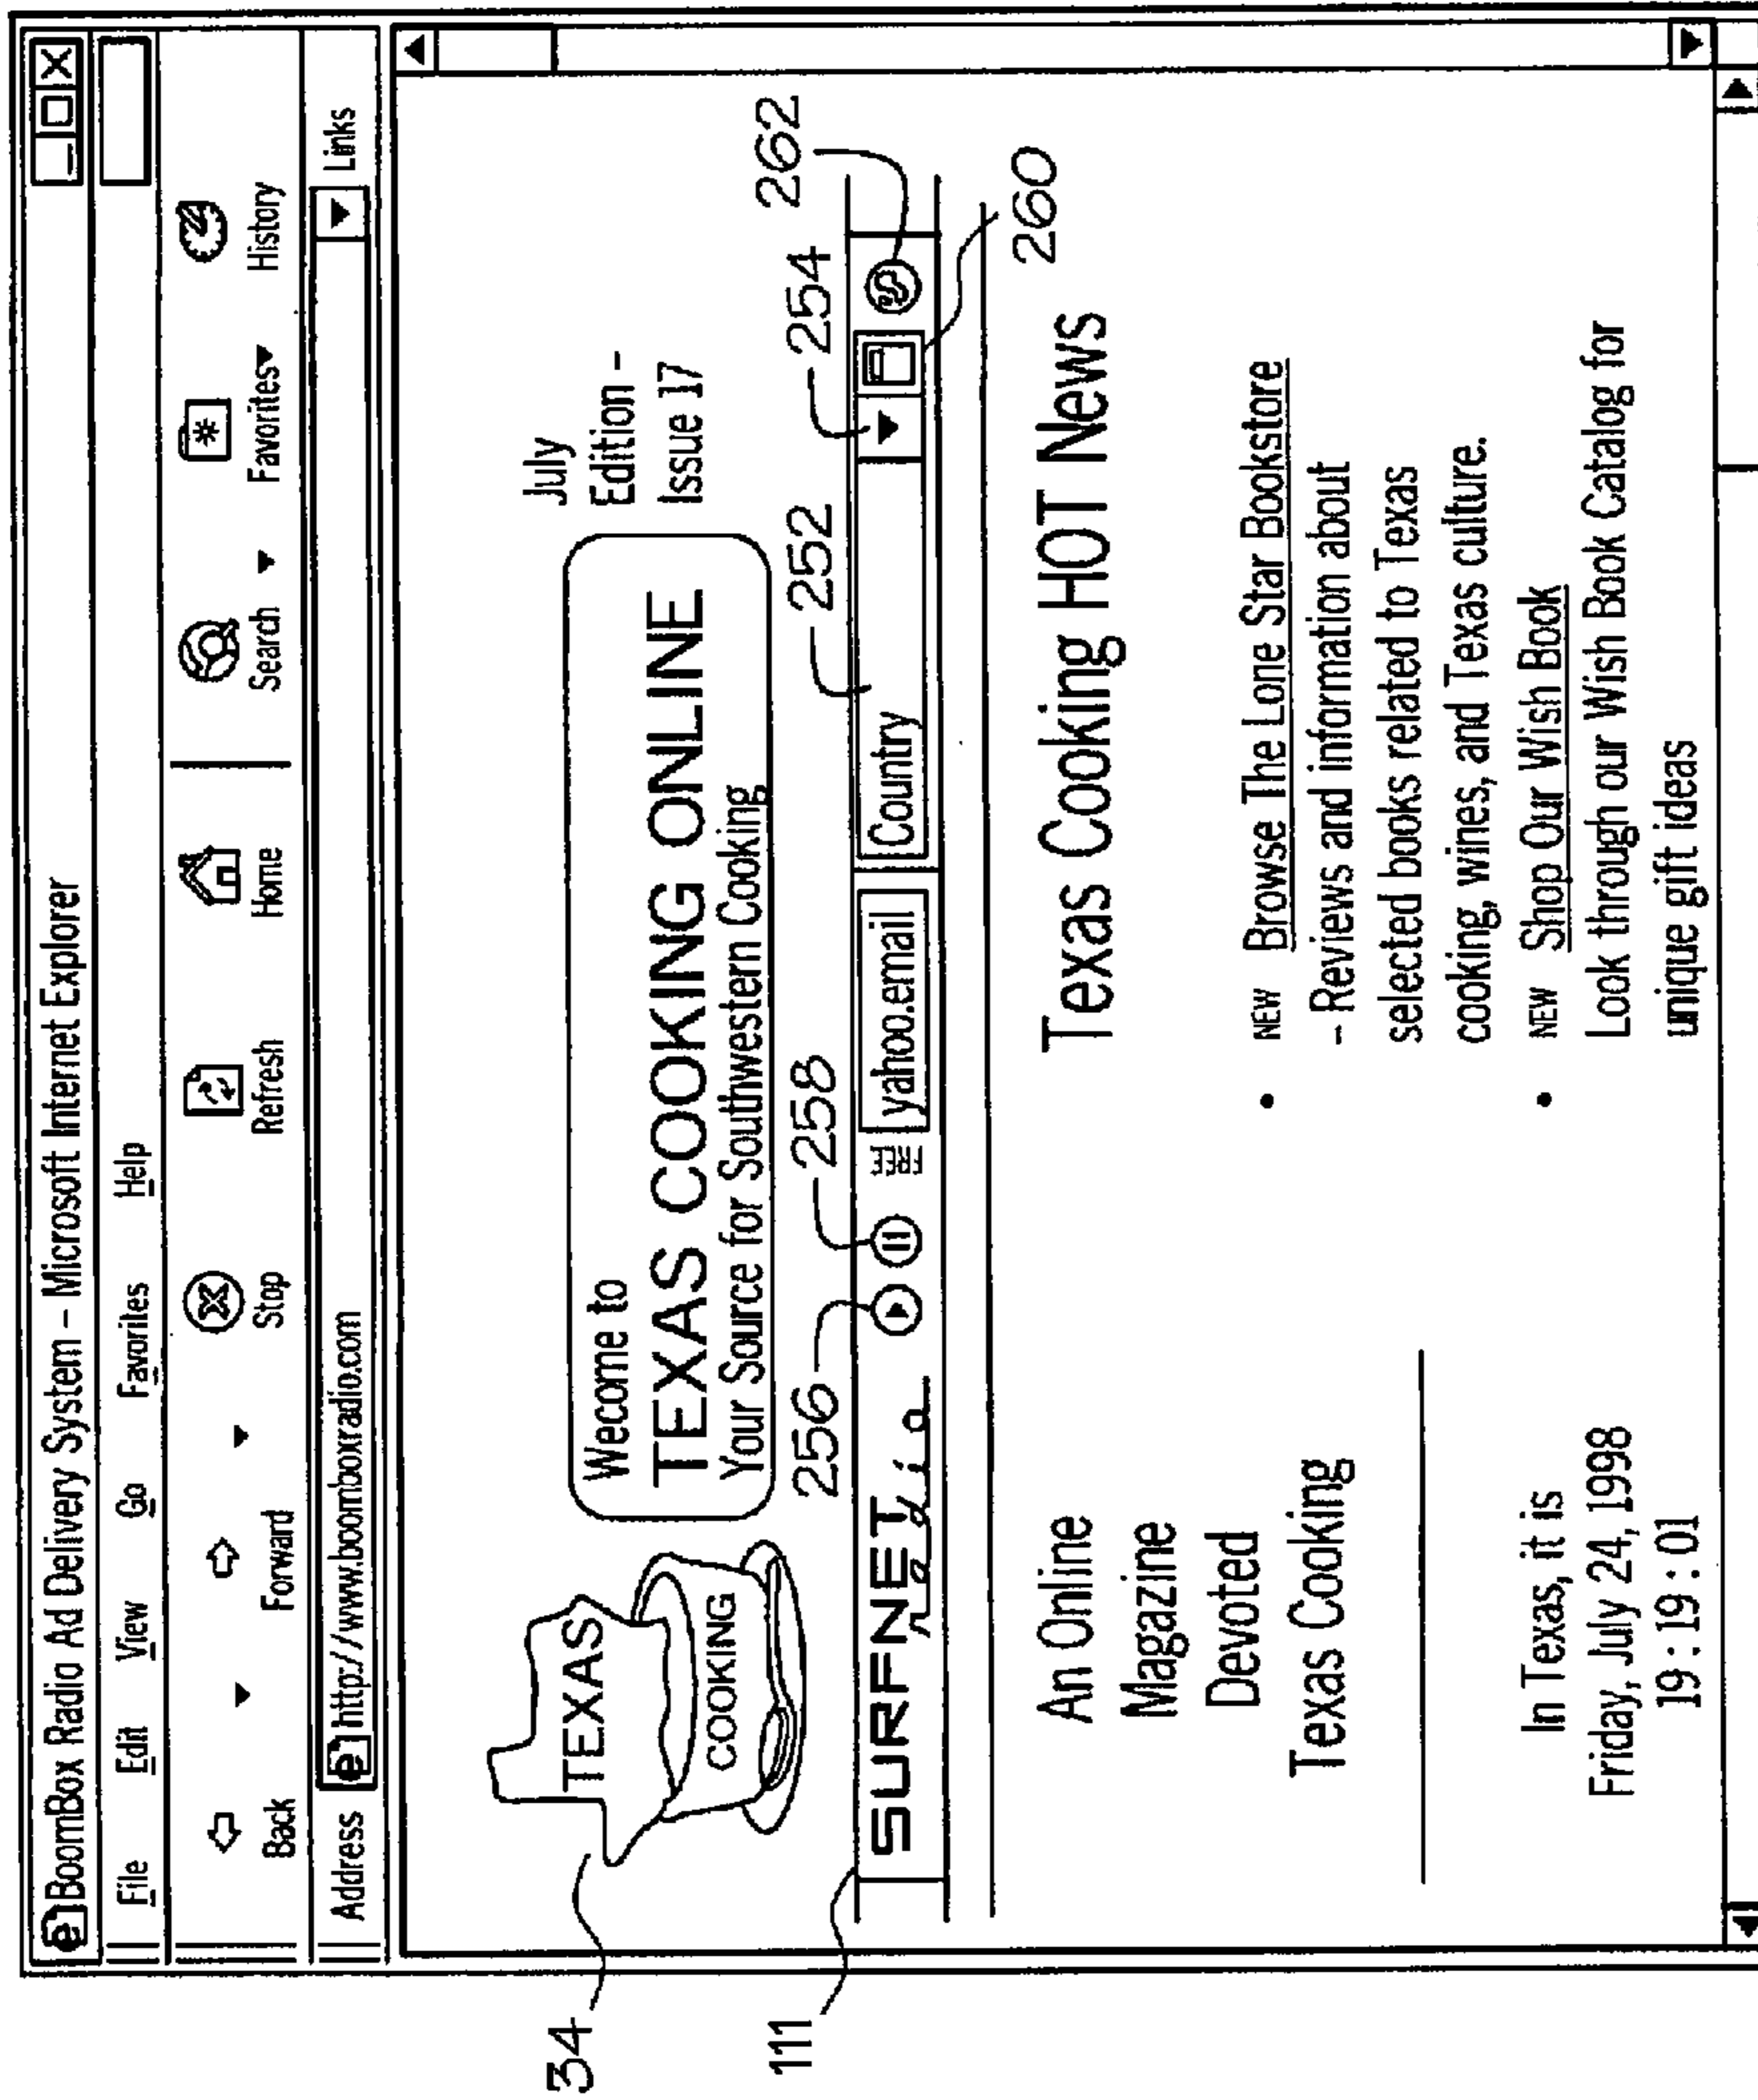 BoomBox Radio Ad Delivery System – Microsoft Internet Explorer
File Edit View Go Favorites Help
Back Forward Stop Refresh Home Search Favorites History
Address http://www.boomboxradio.com Links
34
TEXAS
COOKING
Wecome to
TEXAS COOKING ONLINE
Your Source for Southwestern Cooking
July
Edition -
Issue 17
111
256
258
252
254
262
SURFNET radio FREE yahoo.email Country
260
An Online
Magazine
Devoted
Texas Cooking
In Texas, it is
Friday, July 24, 1998
19:19:01
Texas Cooking HOT News
• NEW Browse The Lone Star Bookstore
– Reviews and information about
selected books related to Texas
cooking, wines, and Texas culture.
• NEW Shop Our Wish Book
Look through our Wish Book Catalog for
unique gift ideas